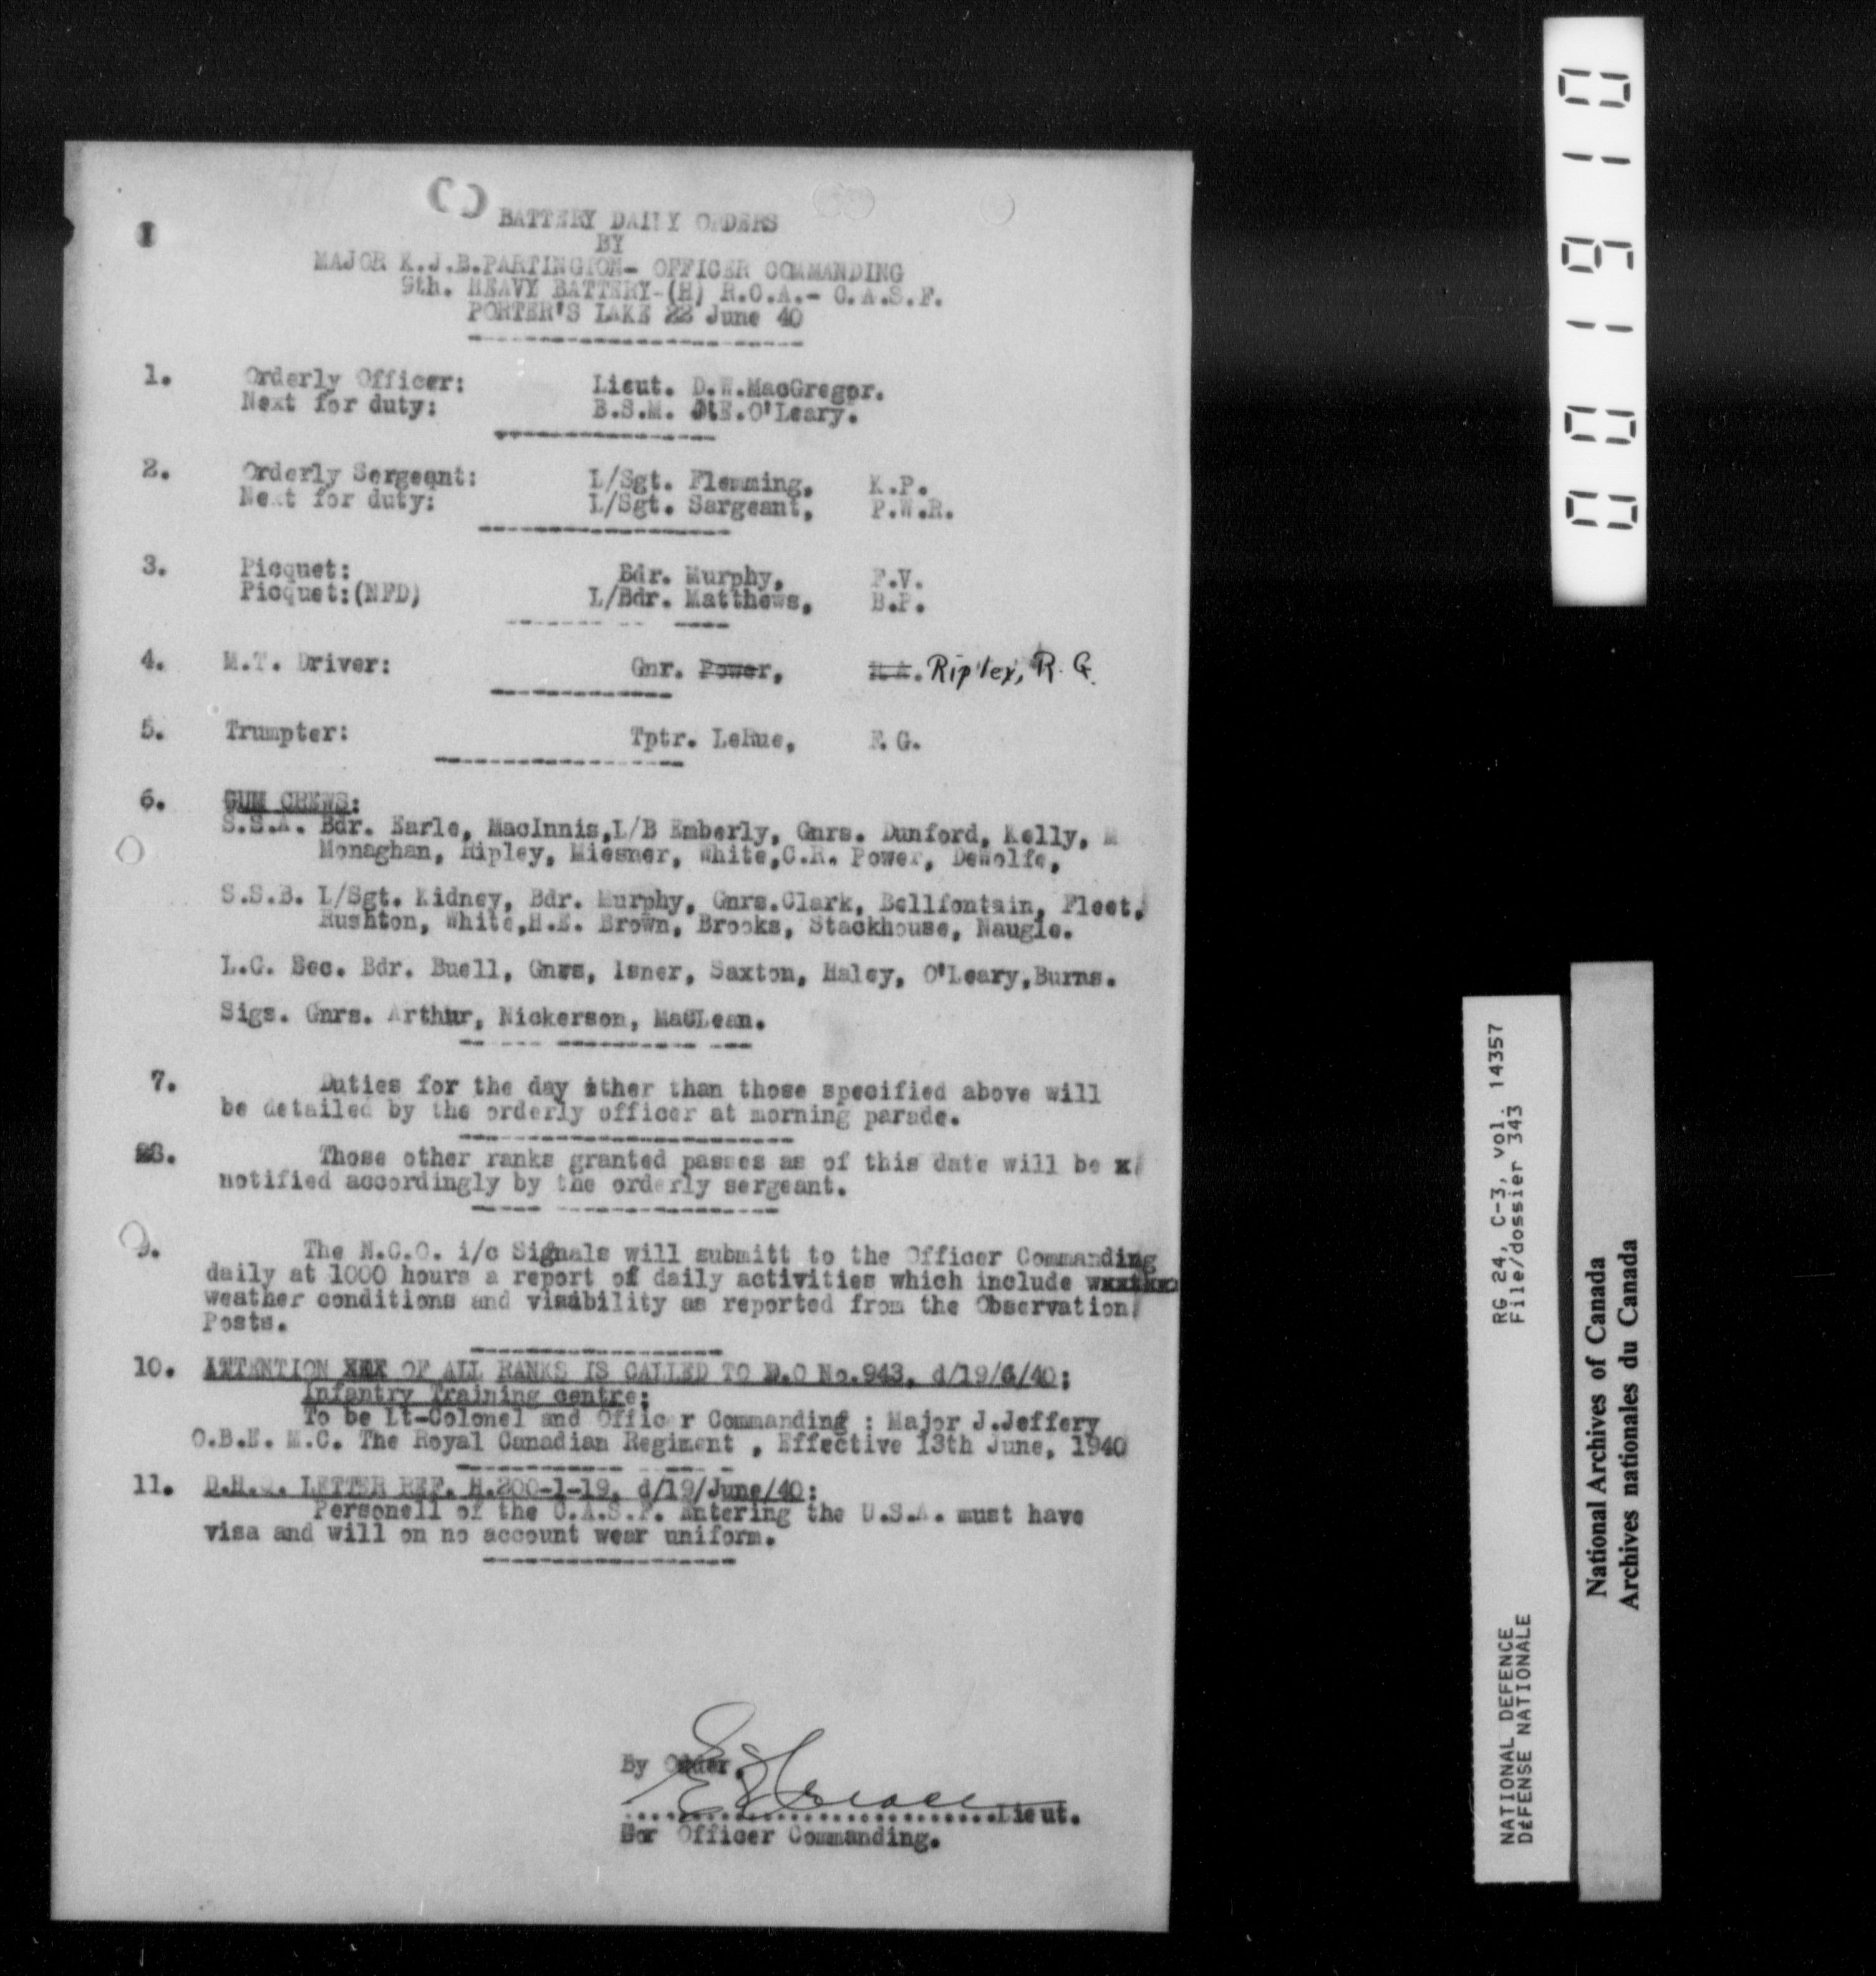 BATTERY DAILY ORDERS
BY
MAJOR K.J.B.PARTINGTON- OFFICER COMMANDING
9th. HEAVY BATTERY-(H) R.C.A.- C.A.S.F.
PORTER'S LAKE 22 June 40
1. Orderly Officer: Lieut. D.W.MacGregor.
Next for duty: B.S.M. J.E.O'Leary.
2. Orderly Sergeant: L/Sgt. Flemming, K.P.
Next for duty: L/Sgt. Sargeant, P.W.R.
3. Picquet: Bdr. Murphy, F.V.
Picquet:(NFD) L/Bdr. Matthews, B.P.
4. M.T. Driver: Gnr. Power, Ripley, R. G.
5. Trumpter: Tptr. LeRue, F.G.
6. GUM CREWS:
S.S.A. Bdr. Earle, MacInnis,L/B Emberly, Gnrs. Dunford, Kelly, M
Monaghan, Ripley, Miesner, White,C.R. Power, DeWolfe,
S.S.B. L/Sgt. Kidney, Bdr. Murphy, Gnrs.Clark, Bellfontain, Fleet,
Rushton, White,H.E. Brown, Brooks, Stackhouse, Naugle.
L.G. Sec. Bdr. Buell, Gnrs, Isner, Saxton, Haley, O'Leary,Burns.
Sigs. Gnrs. Arthur, Nickerson, MacLean.
7. Duties for the day other than those specified above will
be detailed by the orderly officer at morning parade.
8. Those other ranks granted passes as of this date will be x
notified accordingly by the orderly sergeant.
9. The N.C.O. i/c Signals will submitt to the Officer Commanding
daily at 1000 hours a report of daily activities which include wxxtkxx
weather conditions and visibility as reported from the Observation
Posts.
10. ATTENTION XXX OF ALL RANKS IS CALLED TO D.O No.943, d/19/6/40:
Infantry Training centre:
To be Lt-Colonel and Officer Commanding : Major J.Jeffery
O.B.E. M.C. The Royal Canadian Regiment , Effective 13th June, 1940
11. D.H.Q. LETTER REF. H.200-1-19, d/19/June/40:
Personell of the C.A.S.F. entering the U.S.A. must have
visa and will on no account wear uniform.
By Order,
..............................Lieut.
For Officer Commanding.
001910
RG 24, C-3, vol. 14357
File/dossier 343
NATIONAL DEFENCE
DÉFENSE NATIONALE
National Archives of Canada
Archives nationales du Canada